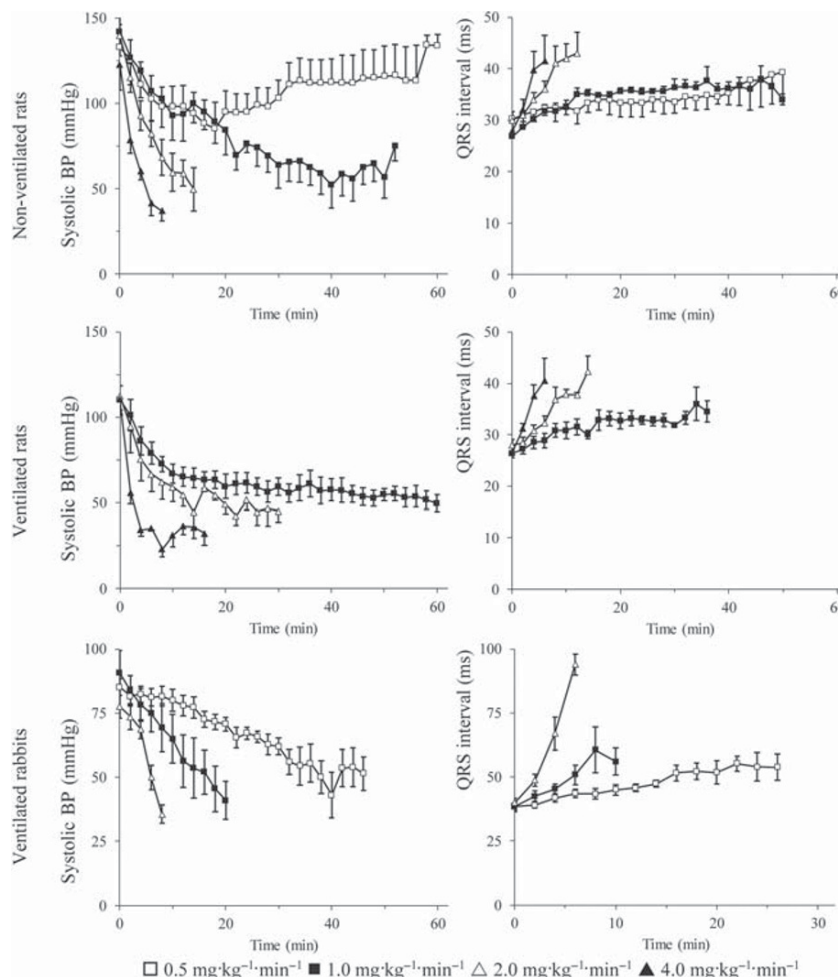 Non-ventilated rats
Systolic BP (mmHg)
150
100
50
0
0 20 40 60
Time (min)
QRS interval (ms)
50
40
30
20
10
0
0 20 40 60
Time (min)
Ventilated rats
Systolic BP (mmHg)
150
100
50
0
0 20 40 60
Time (min)
QRS interval (ms)
50
40
30
20
10
0
0 20 40 60
Time (min)
Ventilated rabbits
Systolic BP (mmHg)
100
75
50
25
0
0 20 40 60
Time (min)
QRS interval (ms)
100
75
50
25
0
0 10 20 30
Time (min)
0.5 mg·kg⁻¹·min⁻¹ 1.0 mg·kg⁻¹·min⁻¹ 2.0 mg·kg⁻¹·min⁻¹ 4.0 mg·kg⁻¹·min⁻¹